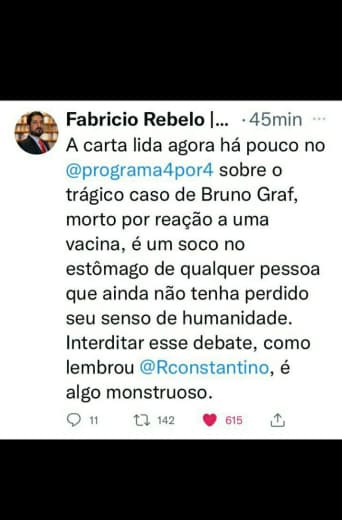 Fabricio Rebelo |... · 45min ...
A carta lida agora há pouco no
@programa4por4 sobre o
trágico caso de Bruno Graf,
morto por reação a uma
vacina, é um soco no
estômago de qualquer pessoa
que ainda não tenha perdido
seu senso de humanidade.
Interditar esse debate, como
lembrou @Rconstantino, é
algo monstruoso.
11 142 615